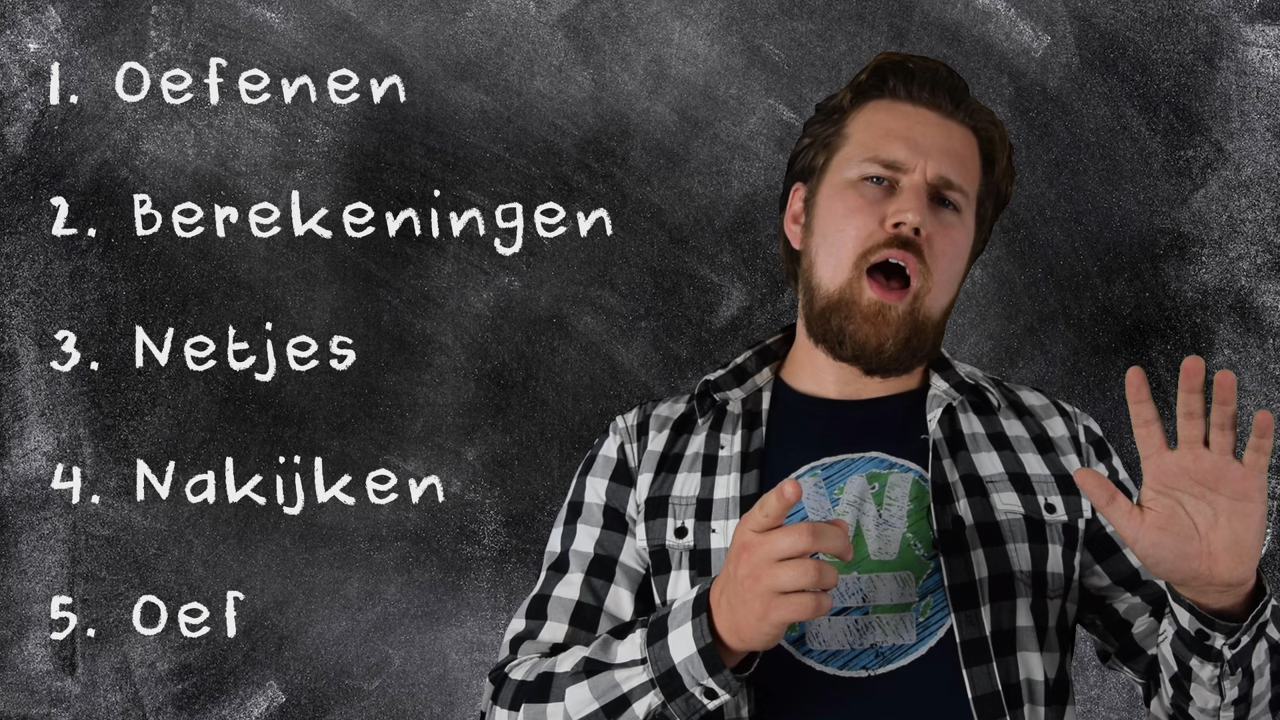 1. Oefenen
2. Berekeningen
3. Netjes
4. Nakijken
5. Oef
W